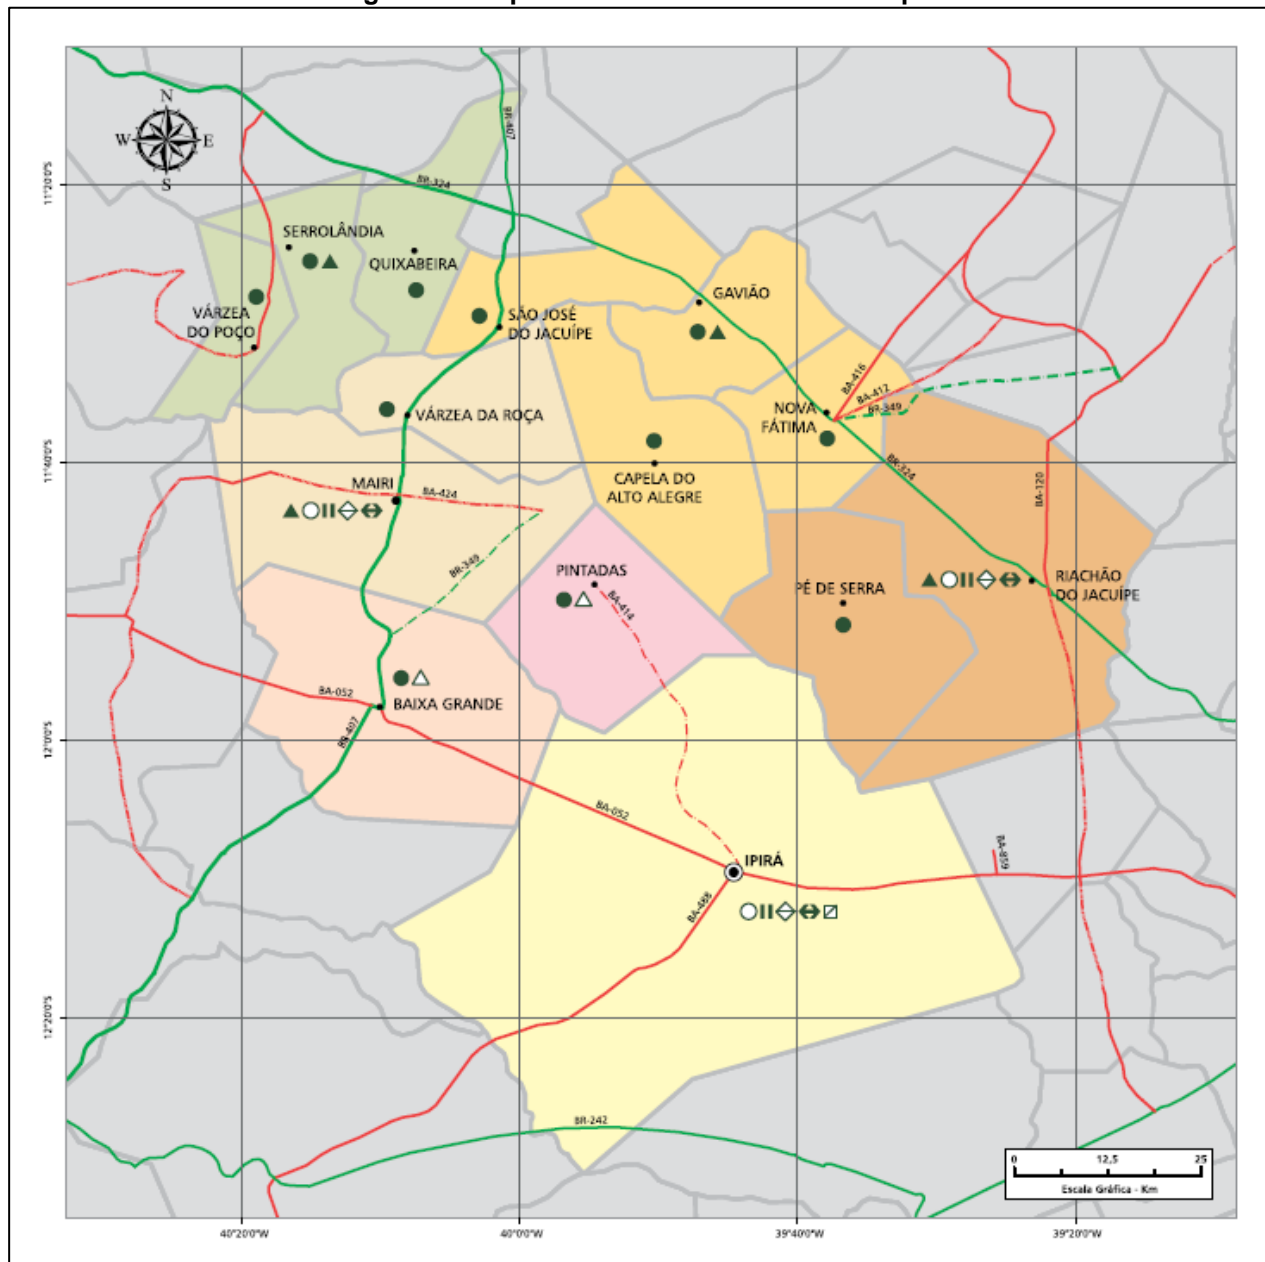 N
W E
S
BR-407
BR-324
11°20'0"S
SERROLÂNDIA
QUIXABEIRA
GAVIÃO
VÁRZEA
DO POÇO
SÃO JOSÉ
DO JACUÍPE
BA-416
BA-412
BR-349
NOVA
FÁTIMA
VÁRZEA DA ROÇA
11°40'0"S
BR-324
BA-120
CAPELA DO
ALTO ALEGRE
MAIRI
BA-424
BR-349
PINTADAS
BA-414
PÉ DE SERRA
RIACHÃO
DO JACUÍPE
BA-052
BAIXA GRANDE
BR-407
12°0'0"S
BA-052
IPIRÁ
BA-859
BA-488
12°20'0"S
BR-242
0 12,5 25
Escala Gráfica - Km
40°20'0"W 40°0'0"W 39°40'0"W 39°20'0"W